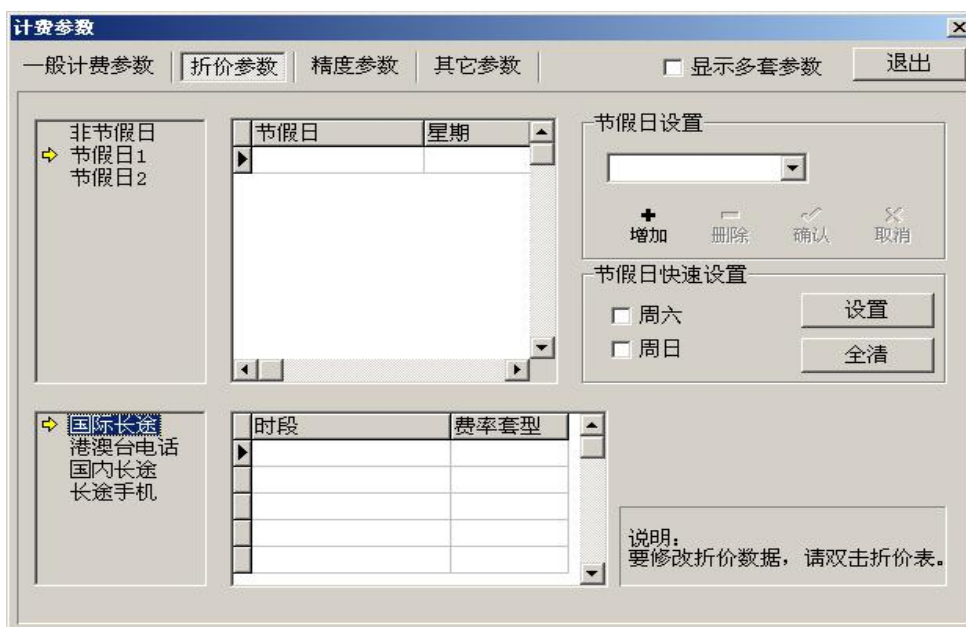 计费参数
一般计费参数 折价参数 精度参数 其它参数 显示多套参数 退出
非节假日
节假日1
节假日2
节假日 星期
节假日设置
增加 删除 确认 取消
节假日快速设置
周六 设置
周日 全清
国际长途
港澳台电话
国内长途
长途手机
时段 费率套型
说明:
要修改折价数据，请双击折价表。